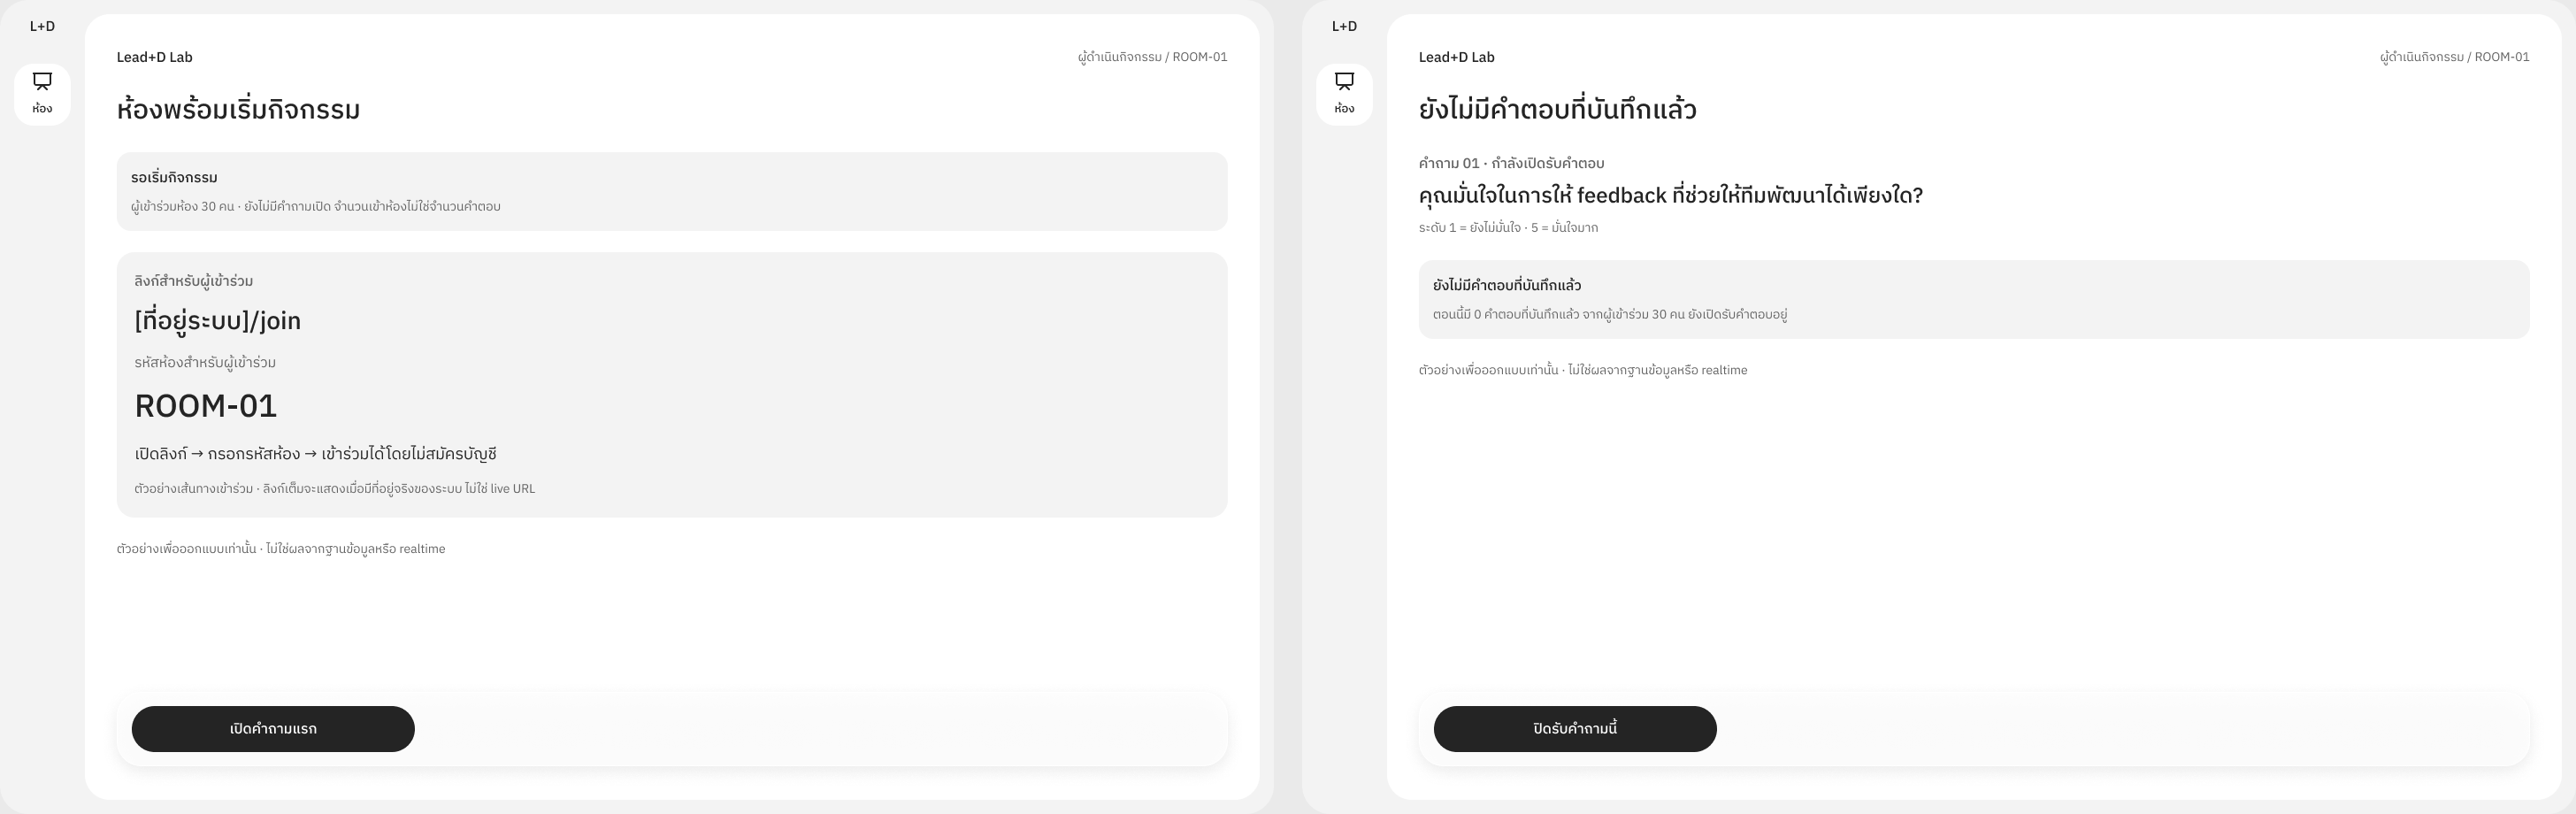 L+D
ห้อง
Lead+D Lab
ผู้ดำเนินกิจกรรม / ROOM-01
ห้องพร้อมเริ่มกิจกรรม
รอเริ่มกิจกรรม
ผู้เข้าร่วมห้อง 30 คน · ยังไม่มีคำถามเปิด จำนวนเข้าห้องไม่ใช่จำนวนคำตอบ
ลิงก์สำหรับผู้เข้าร่วม
[ที่อยู่ระบบ]/join
รหัสห้องสำหรับผู้เข้าร่วม
ROOM-01
เปิดลิงก์ → กรอกรหัสห้อง → เข้าร่วมได้โดยไม่สมัครบัญชี
ตัวอย่างเส้นทางเข้าร่วม · ลิงก์เต็มจะแสดงเมื่อมีที่อยู่จริงของระบบ ไม่ใช่ live URL
ตัวอย่างเพื่อออกแบบเท่านั้น · ไม่ใช่ผลจากฐานข้อมูลหรือ realtime
เปิดคำถามแรก
L+D
ห้อง
Lead+D Lab
ผู้ดำเนินกิจกรรม / ROOM-01
ยังไม่มีคำตอบที่บันทึกแล้ว
คำถาม 01 · กำลังเปิดรับคำตอบ
คุณมั่นใจในการให้ feedback ที่ช่วยให้ทีมพัฒนาได้เพียงใด?
ระดับ 1 = ยังไม่มั่นใจ · 5 = มั่นใจมาก
ยังไม่มีคำตอบที่บันทึกแล้ว
ตอนนี้มี 0 คำตอบที่บันทึกแล้ว จากผู้เข้าร่วม 30 คน ยังเปิดรับคำตอบอยู่
ตัวอย่างเพื่อออกแบบเท่านั้น · ไม่ใช่ผลจากฐานข้อมูลหรือ realtime
ปิดรับคำถามนี้